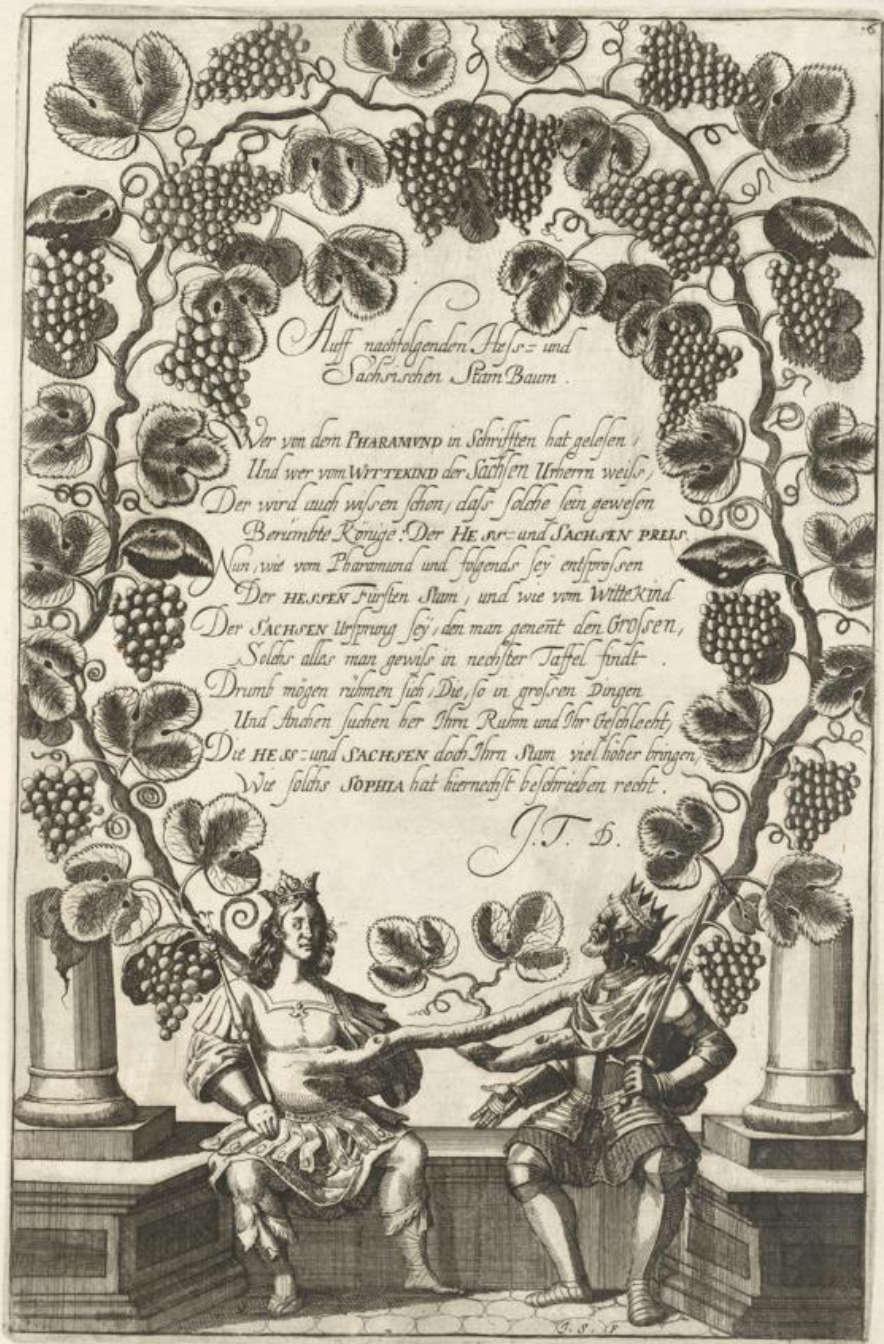 ·6·
Auff nachfolgenden Hess= und
Sächsischen Stam Baum.
Wer von dem PHARAMVND in Schrifften hat gelesen,
Und wer vom WITTEKIND der Sachsen Urherrn weiss,
Der wird auch wissen schon, dass solche sein gewesen
Berümbte Könige: Der HESS= und SACHSEN PREIS.
Nun, wie vom Pharamund und folgends sey entsprossen
Der HESSEN Fürsten Stam, und wie vom Wittekind
Der SACHSEN Ursprung sey, den man genent den Grossen,
Solchs alles man gewiss in nechster Taffel findt.
Drumb mögen rühmen sich, Die, so in grossen Dingen
Und Anchen suchen her Ihrn Ruhm und Ihr Geschlecht,
Die HESS= und SACHSEN doch Ihrn Stam viel höher bringen,
Wie solchs SOPHIA hat hiernechst beschrieben recht.
J. T. D.
J. S. F